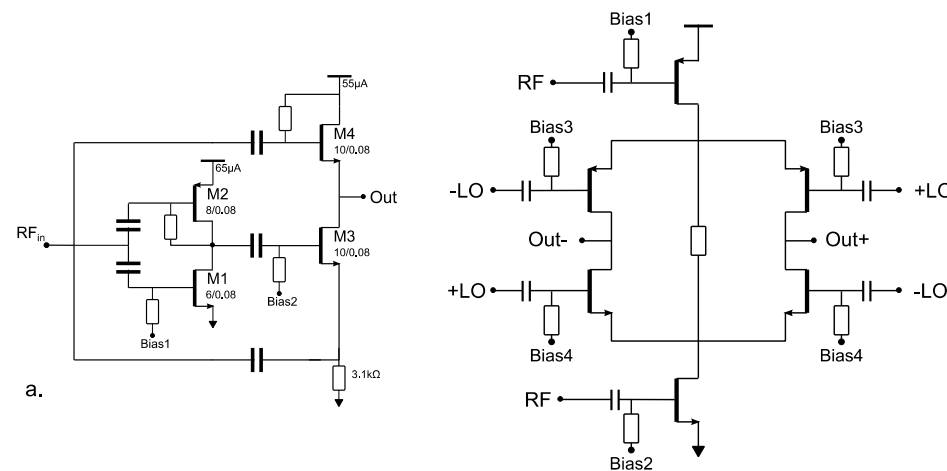 55µA
M4
10/0.08
65µA
M2
8/0.08
Out
RFin
M3
10/0.08
M1
6/0.08
Bias2
Bias1
3.1kΩ
a.
Bias1
RF
Bias3
Bias3
-LO
+LO
Out-
Out+
+LO
-LO
Bias4
Bias4
RF
Bias2